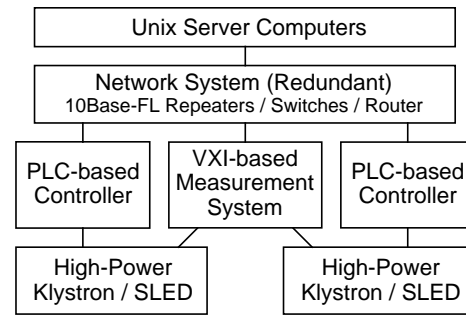 Unix Server Computers
Network System (Redundant)
10Base-FL Repeaters / Switches / Router
PLC-based
Controller
VXI-based
Measurement
System
PLC-based
Controller
High-Power
Klystron / SLED
High-Power
Klystron / SLED